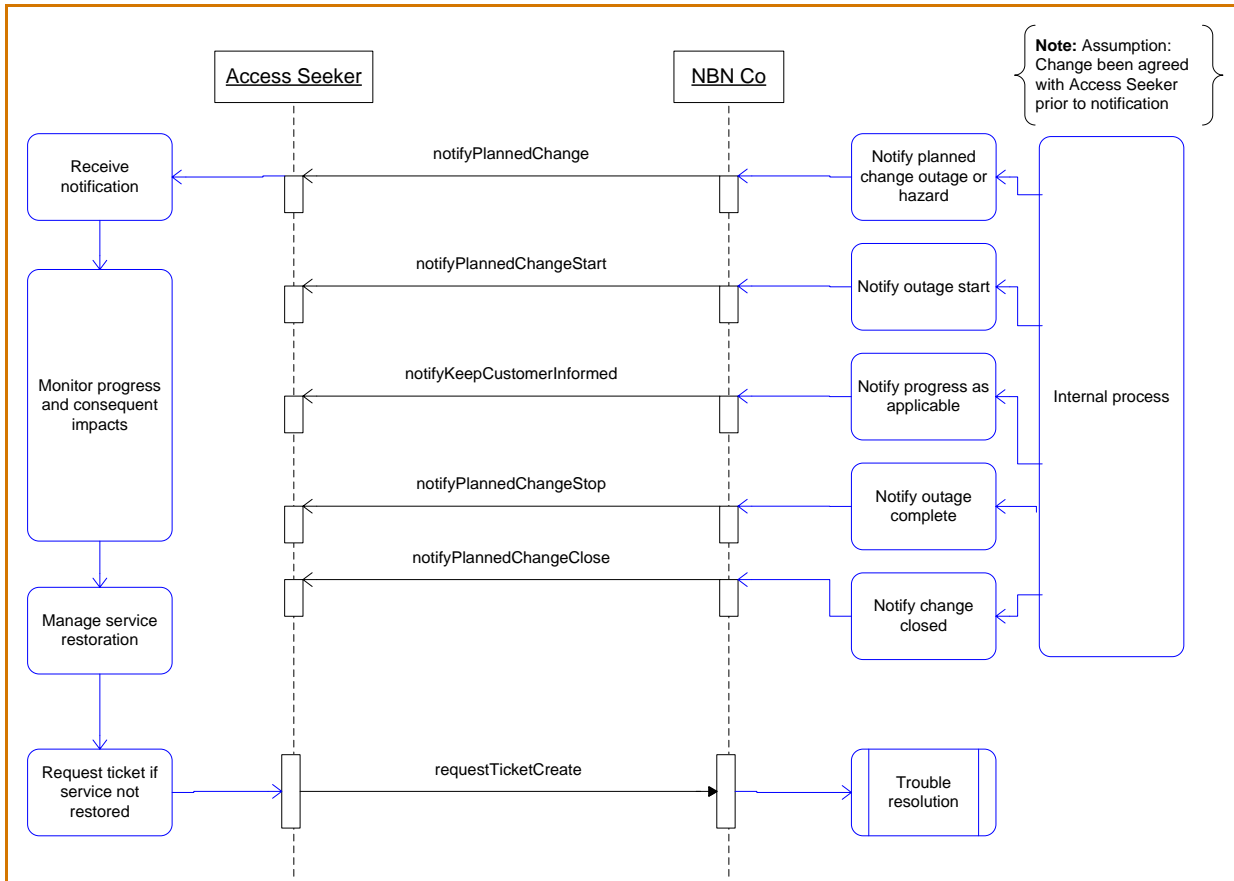 Note: Assumption:
Change been agreed
with Access Seeker
prior to notification
Access Seeker
NBN Co
Receive
notification
notifyPlannedChange
Notify planned
change outage or
hazard
notifyPlannedChangeStart
Notify outage start
Monitor progress
and consequent
impacts
notifyKeepCustomerInformed
Notify progress as
applicable
Internal process
notifyPlannedChangeStop
Notify outage
complete
notifyPlannedChangeClose
Manage service
restoration
Notify change
closed
Request ticket if
service not
restored
requestTicketCreate
Trouble
resolution